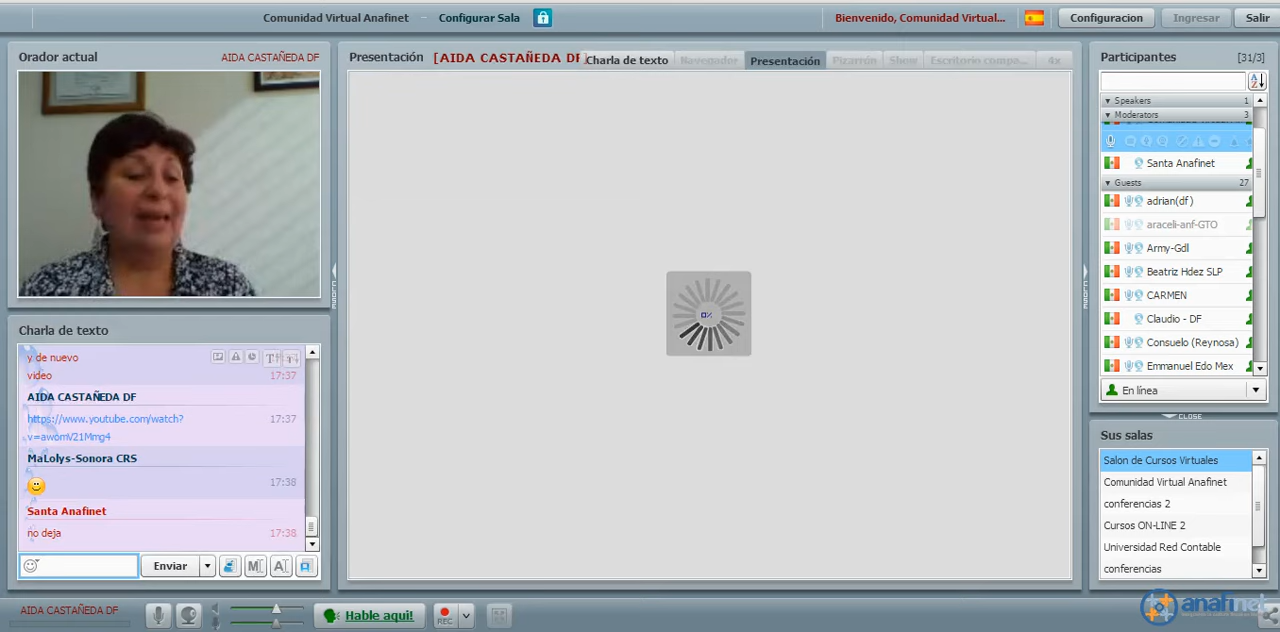 Comunidad Virtual Anafinet
Configurar Sala
Bienvenido, Comunidad Virtual...
Configuracion
Ingresar
Salir
Orador actual
AIDA CASTAÑEDA DF
Presentación
[AIDA CASTAÑEDA DF
Charla de texto
Navegador
Presentación
Pizarrón
Show
Escritorio compa...
4x
Participantes
[31/3]
Speakers 1
Moderators 3
Santa Anafinet
Guests 27
adrian(df)
araceli-anf-GTO
Army-Gdl
Beatriz Hdez SLP
CARMEN
Claudio - DF
Consuelo (Reynosa)
Emmanuel Edo Mex
En línea
CLOSE
Sus salas
Salon de Cursos Virtuales
Comunidad Virtual Anafinet
conferencias 2
Cursos ON-LINE 2
Universidad Red Contable
conferencias
0%
Charla de texto
y de nuevo
video 17:37
AIDA CASTAÑEDA DF
https://www.youtube.com/watch? 17:37
v=awomV21Mmg4
MaLolys-Sonora CRS
17:38
Santa Anafinet
no deja 17:38
Enviar
AIDA CASTAÑEDA DF
Hable aqui!
REC
anafinet